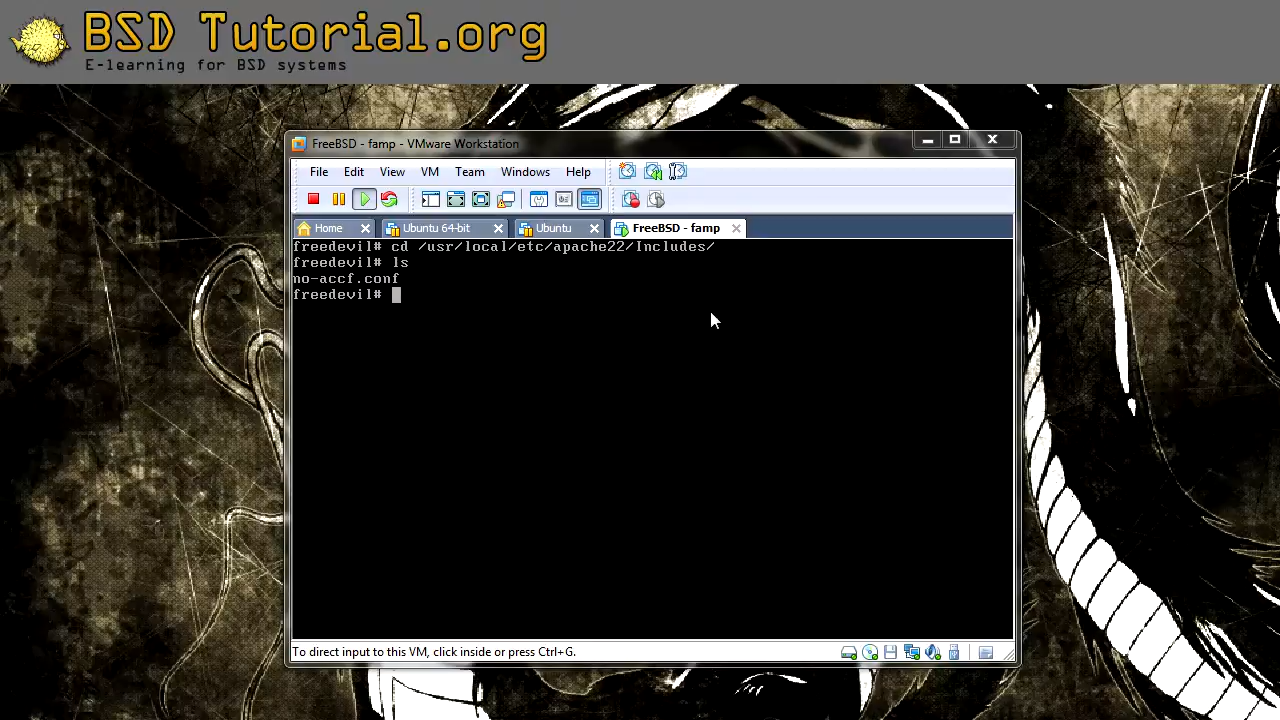 BSD Tutorial.org
E-learning for BSD systems
FreeBSD - famp - VMware Workstation
File Edit View VM Team Windows Help
Home Ubuntu 64-bit Ubuntu FreeBSD - famp
freedevil# cd /usr/local/etc/apache22/Includes/
freedevil# ls
no-accf.conf
freedevil#
To direct input to this VM, click inside or press Ctrl+G.